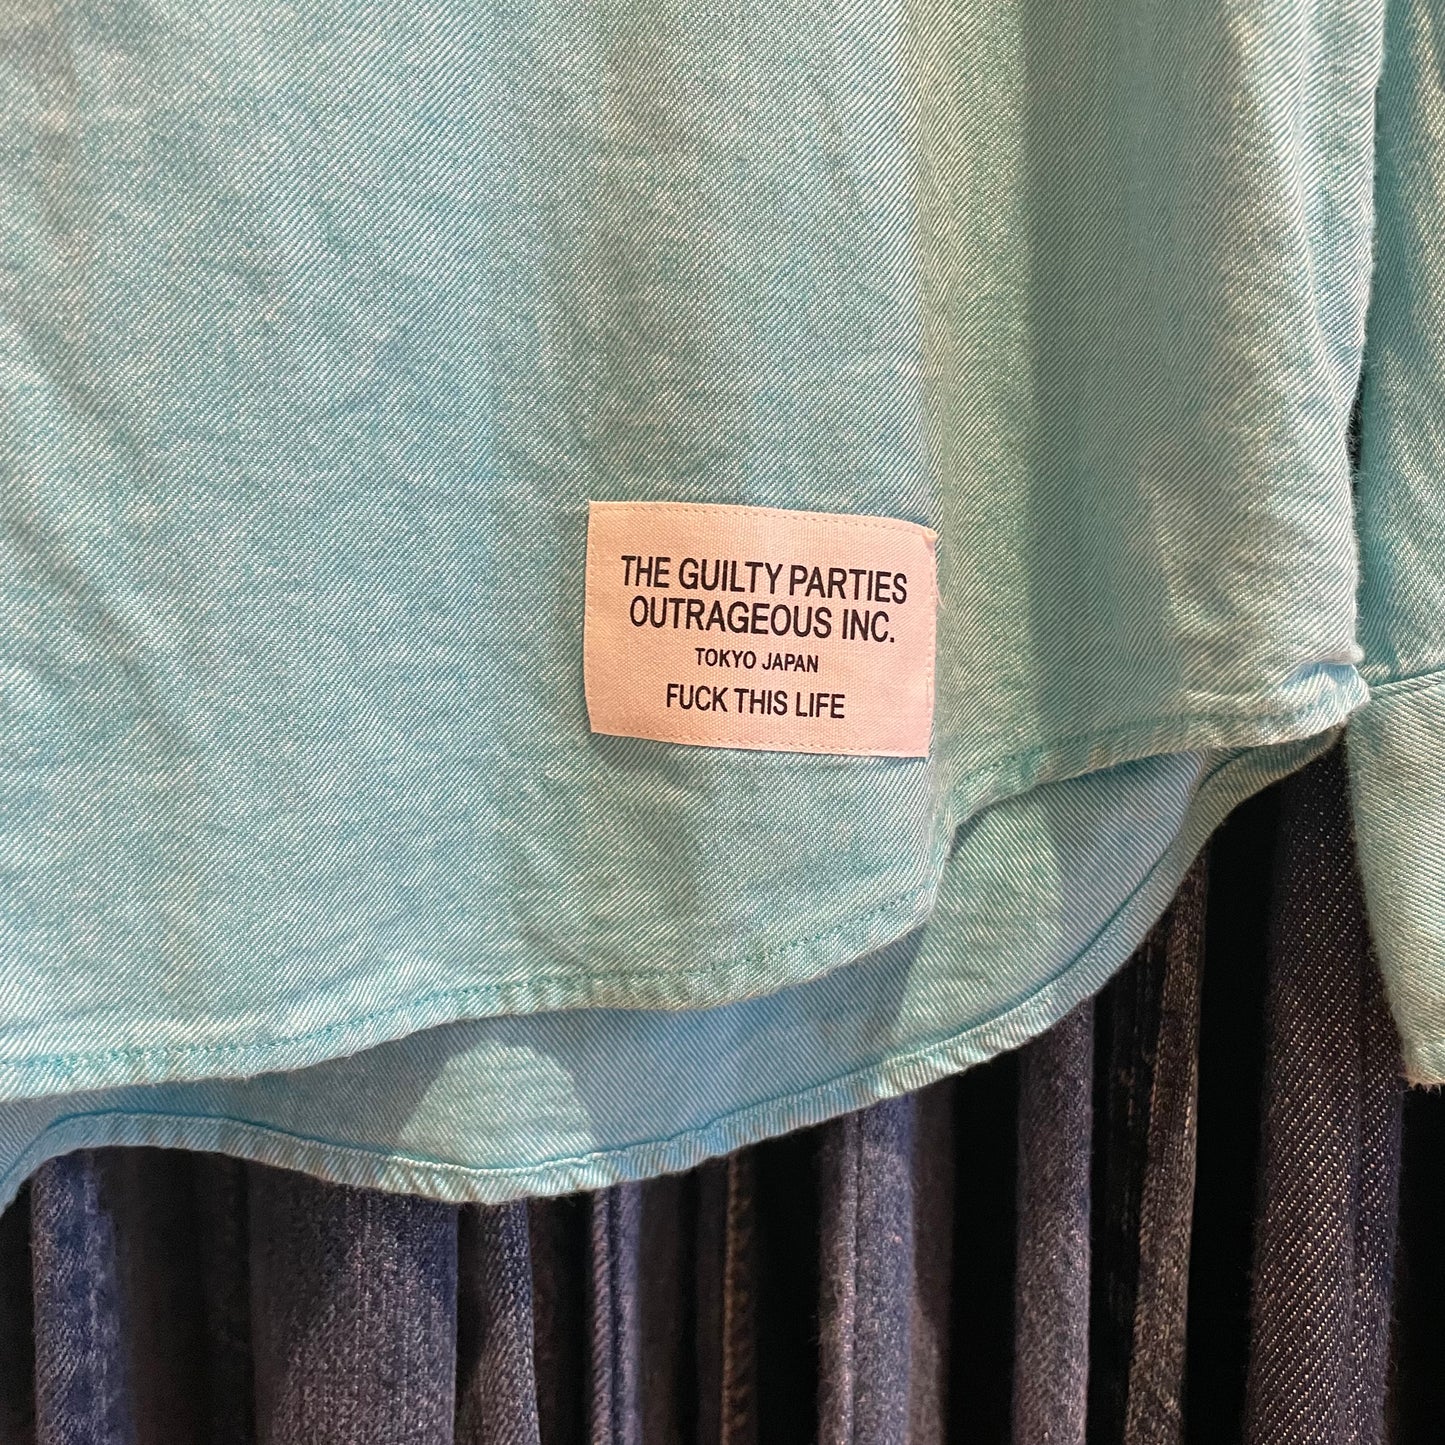 THE GUILTY PARTIES
OUTRAGEOUS INC.
TOKYO JAPAN
FUCK THIS LIFE